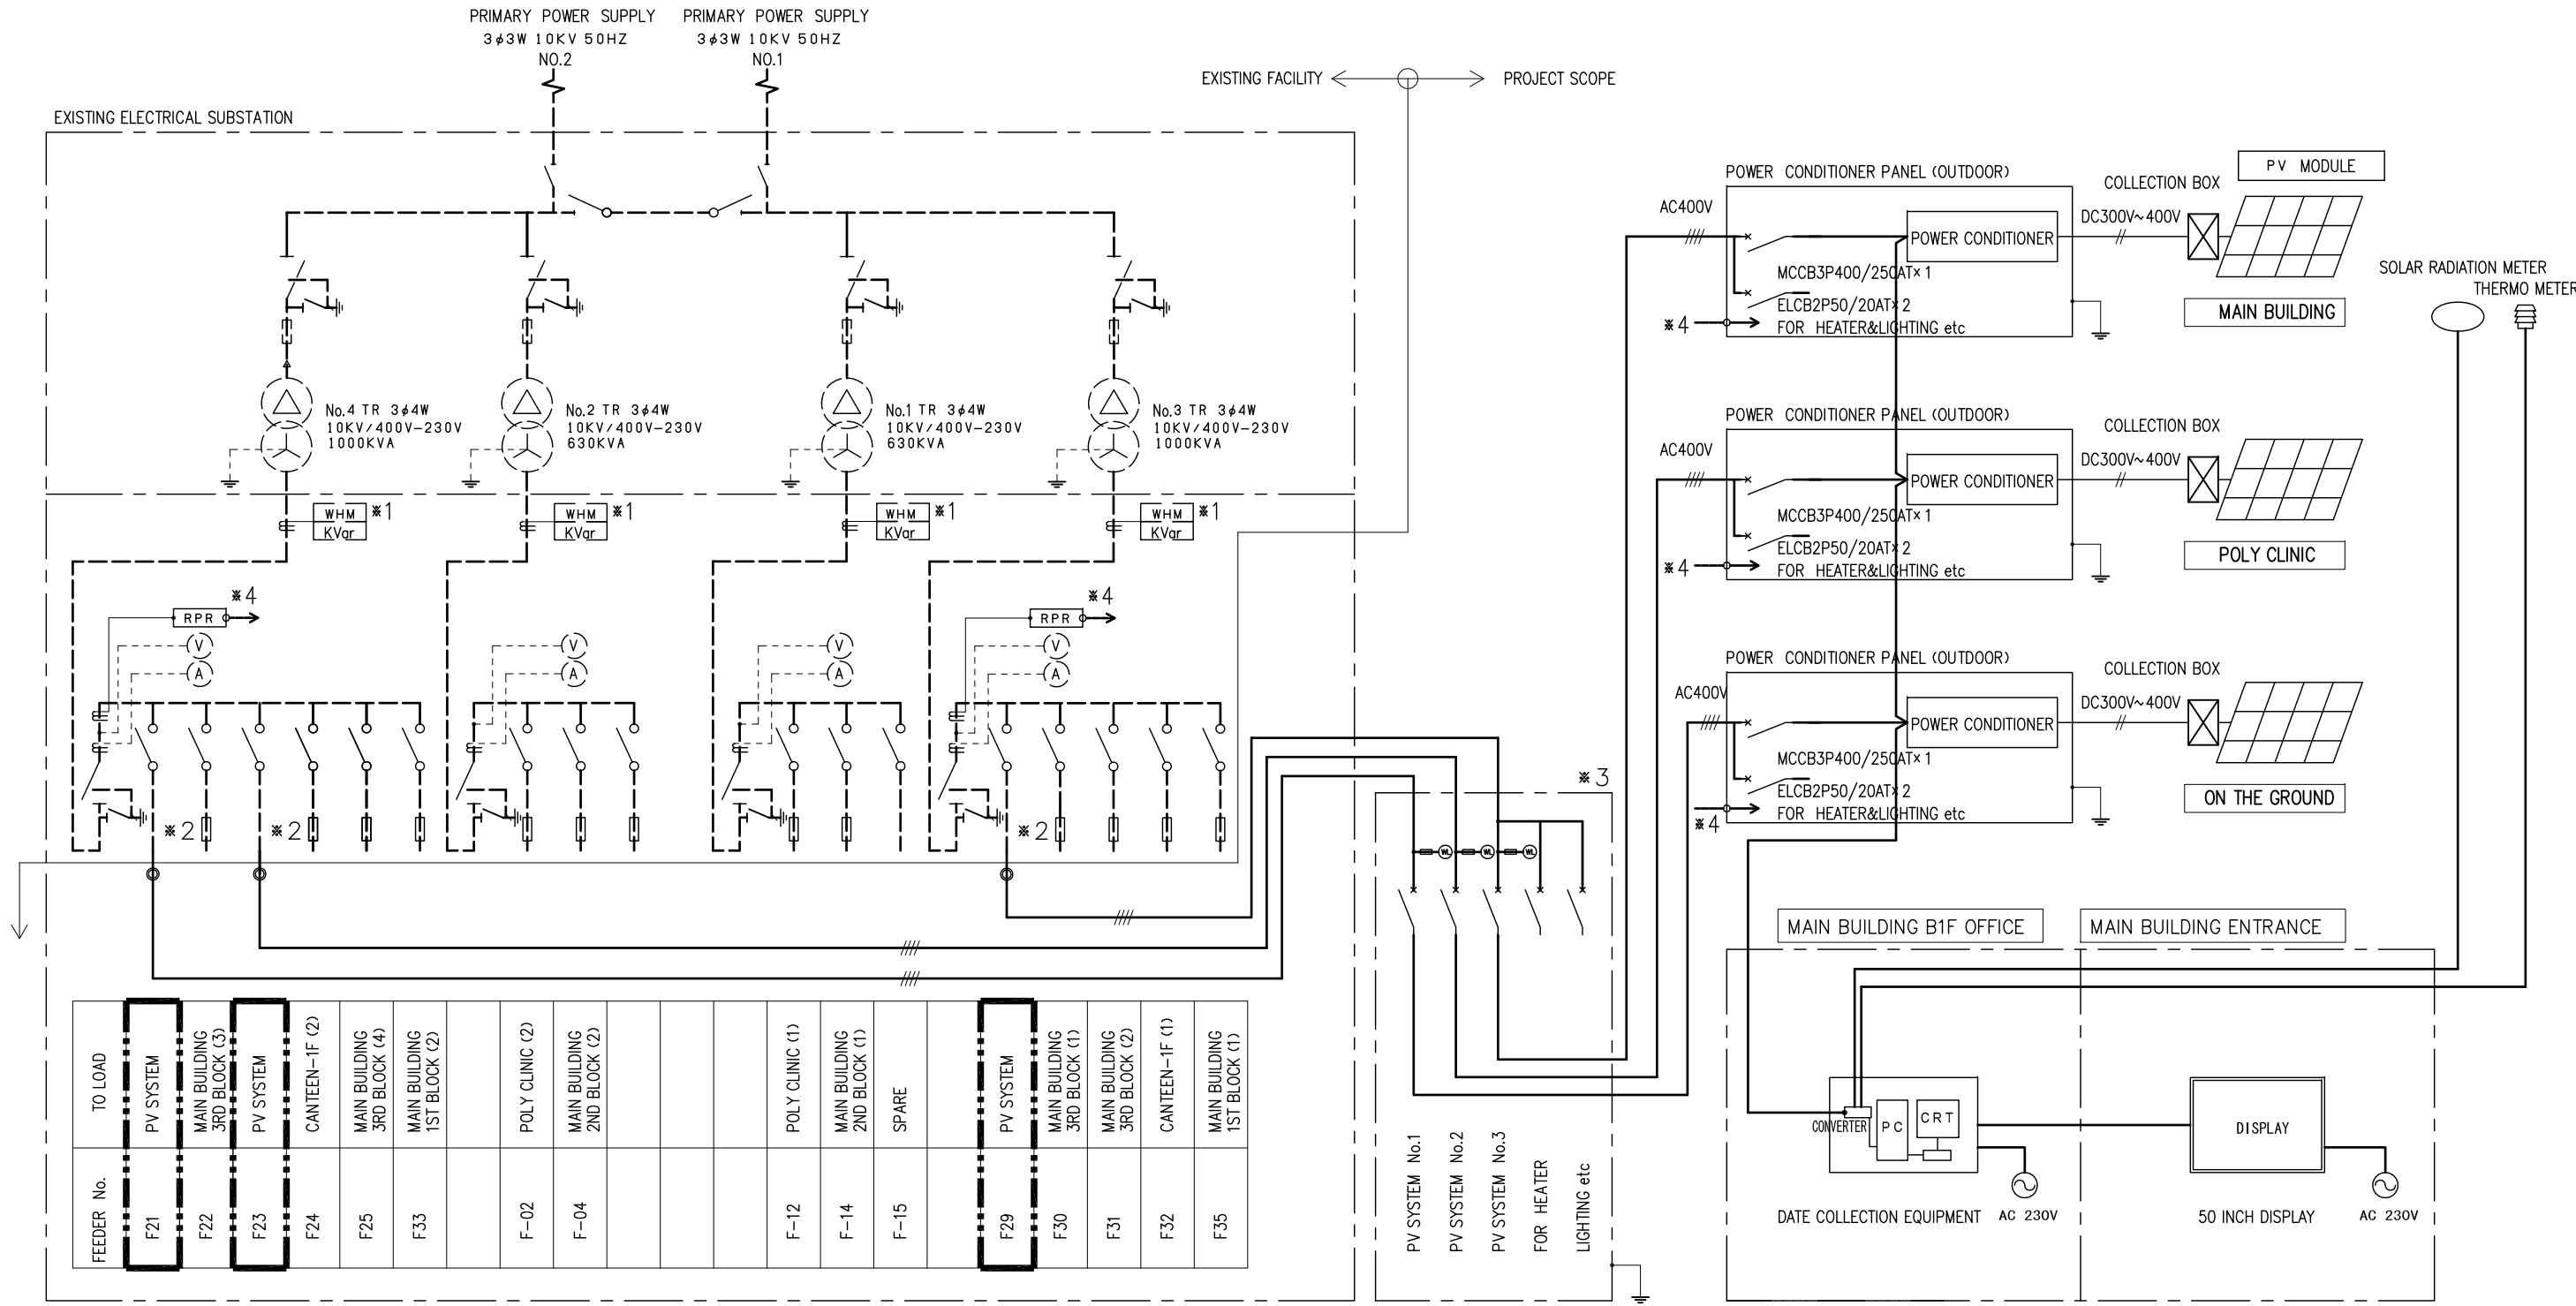 PRIMARY POWER SUPPLY
3φ3W 10KV 50HZ
NO.2
PRIMARY POWER SUPPLY
3φ3W 10KV 50HZ
NO.1
EXISTING FACILITY
PROJECT SCOPE
EXISTING ELECTRICAL SUBSTATION
No.4 TR 3φ4W
10KV/400V-230V
1000KVA
No.2 TR 3φ4W
10KV/400V-230V
630KVA
No.1 TR 3φ4W
10KV/400V-230V
630KVA
No.3 TR 3φ4W
10KV/400V-230V
1000KVA
WHM
KVar
※1
WHM
KVar
※1
WHM
KVar
※1
WHM
KVar
※1
RPR
※4
V
A
V
A
V
A
RPR
※4
V
A
※2
※2
※2
TO LOAD
PV SYSTEM
MAIN BUILDING
3RD BLOCK (3)
PV SYSTEM
CANTEEN-1F (2)
MAIN BUILDING
3RD BLOCK (4)
MAIN BUILDING
1ST BLOCK (2)
POLY CLINIC (2)
MAIN BUILDING
2ND BLOCK (2)
POLY CLINIC (1)
MAIN BUILDING
2ND BLOCK (1)
SPARE
PV SYSTEM
MAIN BUILDING
3RD BLOCK (1)
MAIN BUILDING
3RD BLOCK (2)
CANTEEN-1F (1)
MAIN BUILDING
1ST BLOCK (1)
FEEDER No.
F21
F22
F23
F24
F25
F33
F-02
F-04
F-12
F-14
F-15
F29
F30
F31
F32
F35
※3
WL
WL
WL
PV SYSTEM No.1
PV SYSTEM No.2
PV SYSTEM No.3
FOR HEATER
LIGHTING etc
POWER CONDITIONER PANEL (OUTDOOR)
AC400V
POWER CONDITIONER
MCCB3P400/250AT×1
ELCB2P50/20AT×2
FOR HEATER&LIGHTING etc
※4
COLLECTION BOX
DC300V~400V
PV MODULE
MAIN BUILDING
SOLAR RADIATION METER
THERMO METER
POWER CONDITIONER PANEL (OUTDOOR)
AC400V
POWER CONDITIONER
MCCB3P400/250AT×1
ELCB2P50/20AT×2
FOR HEATER&LIGHTING etc
※4
COLLECTION BOX
DC300V~400V
POLY CLINIC
POWER CONDITIONER PANEL (OUTDOOR)
AC400V
POWER CONDITIONER
MCCB3P400/250AT×1
ELCB2P50/20AT×2
FOR HEATER&LIGHTING etc
※4
COLLECTION BOX
DC300V~400V
ON THE GROUND
MAIN BUILDING B1F OFFICE
MAIN BUILDING ENTRANCE
CONVERTER
PC
CRT
DISPLAY
DATE COLLECTION EQUIPMENT
AC 230V
50 INCH DISPLAY
AC 230V